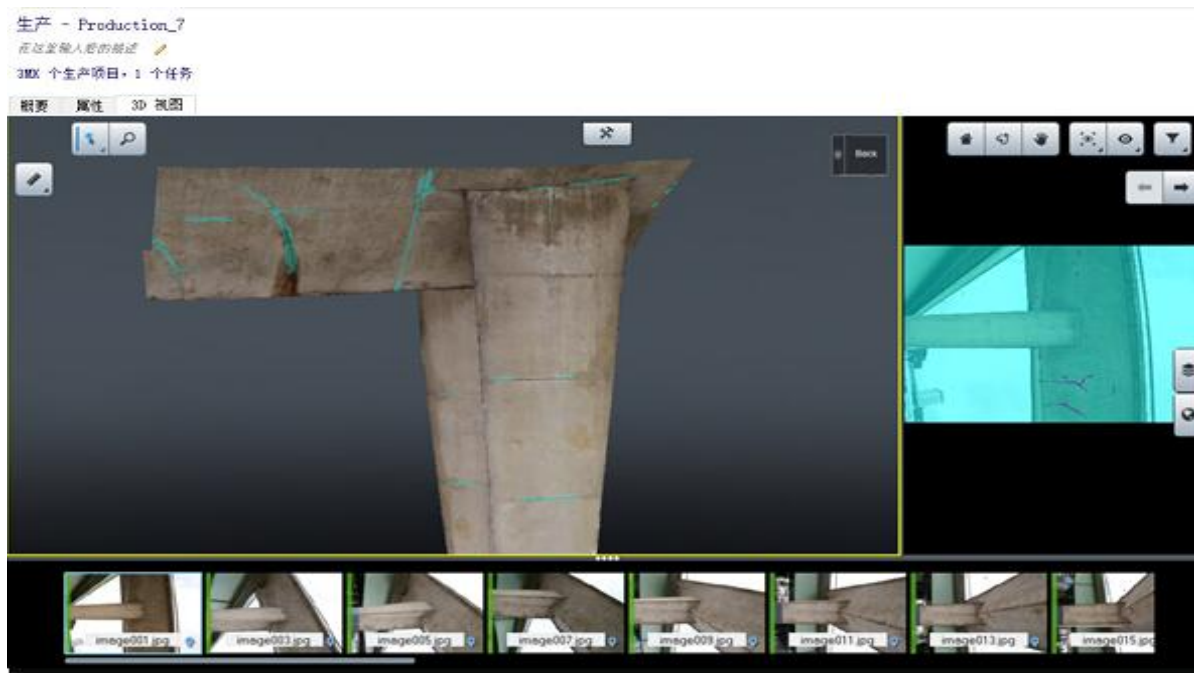 生产 - Production_7
在这里输入您的描述
3MX 个生产项目，1 个任务
概要 属性 3D 视图
Back
image001.jpg image003.jpg image005.jpg image007.jpg image009.jpg image011.jpg image013.jpg image015.jpg